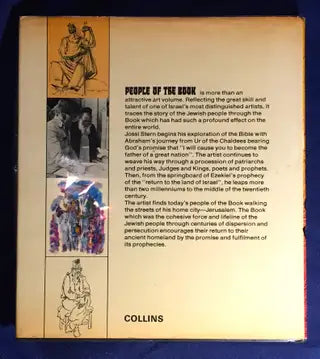 PEOPLE OF THE BOOK is more than an
attractive art volume. Reflecting the great skill and
talent of one of Israel's most distinguished artists, it
traces the story of the Jewish people through the
Book which has had such a profound effect on the
entire world.
Jossi Stern begins his exploration of the Bible with
Abraham's journey from Ur of the Chaldees bearing
God's promise that "I will cause you to become the
father of a great nation". The artist continues to
weave his way through a procession of patriarchs
and priests, Judges and Kings, poets and prophets.
Then, from the springboard of Ezekiel's prophecy
of the "return to the land of Israel", he leaps more
than two millenniums to the middle of the twentieth
century.
The artist finds today's people of the Book walking
the streets of his home city—Jerusalem. The Book
which was the cohesive force and lifeline of the
Jewish people through centuries of dispersion and
persecution encourages their return to their
ancient homeland by the promise and fulfilment of
its prophecies.
COLLINS